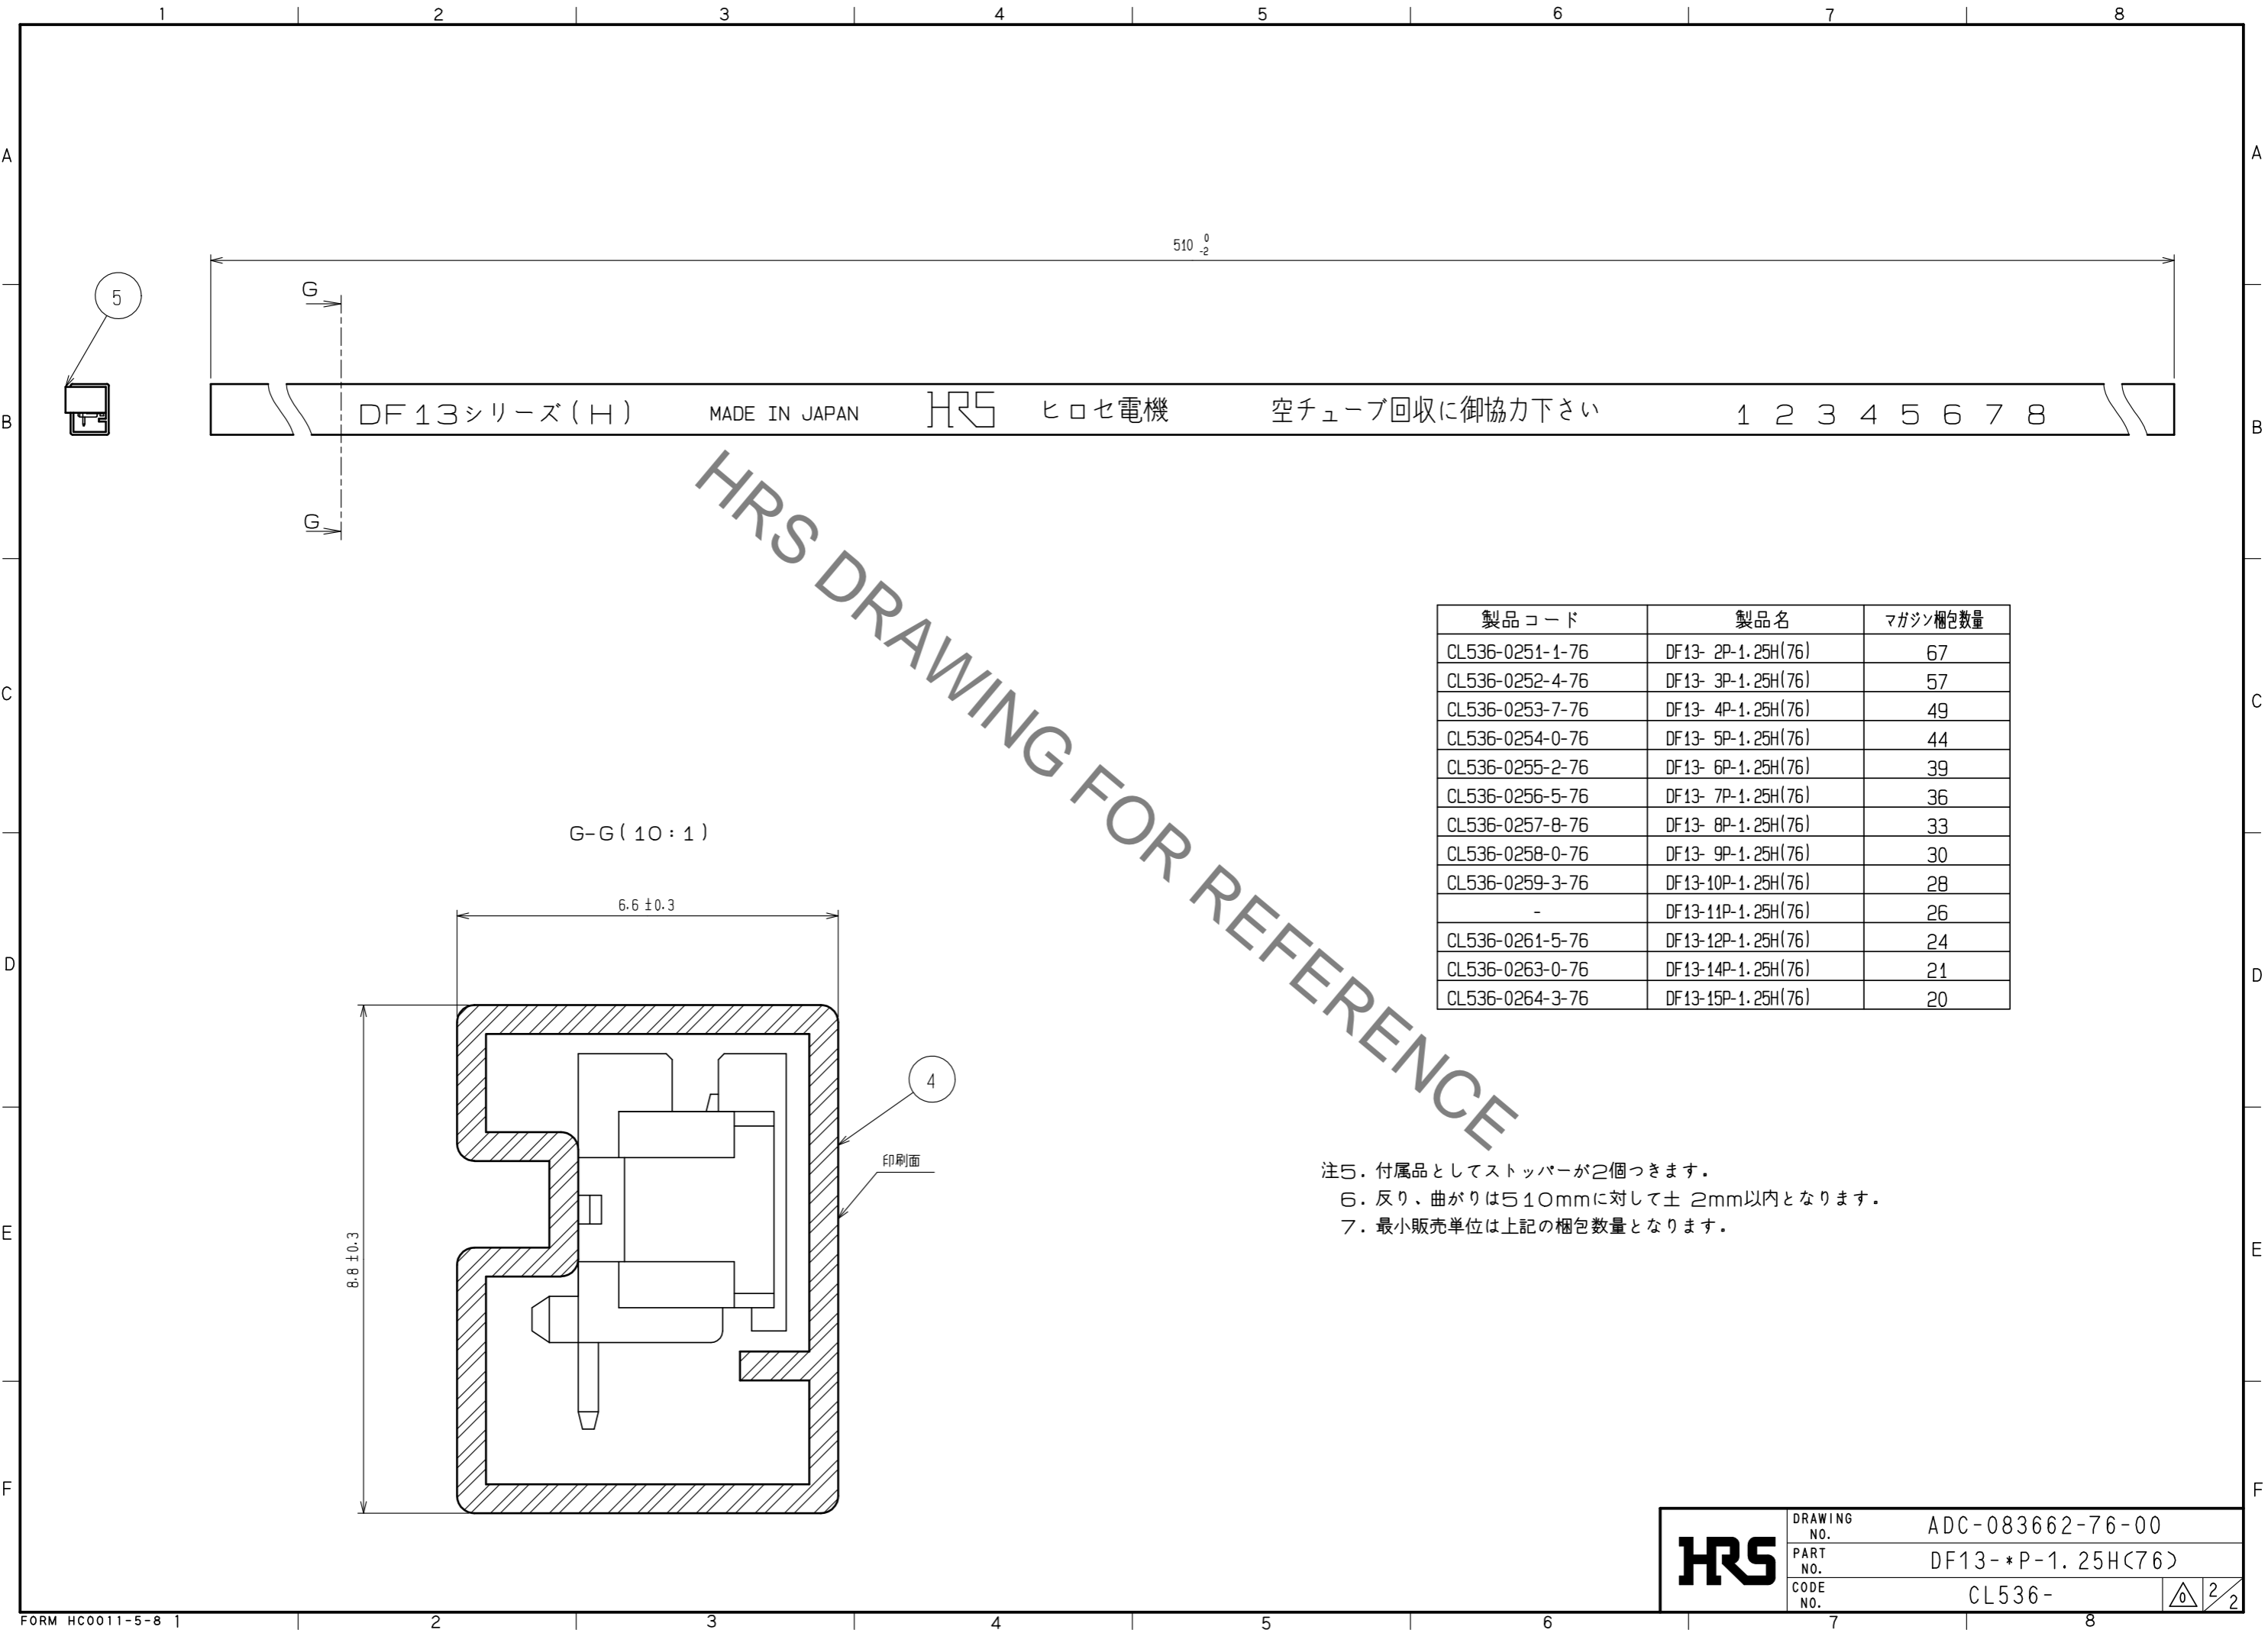 1 2 3 4 5 6 7 8
A A
510 0 -2
5
G
DF13シリーズ(H) MADE IN JAPAN HRS ヒロセ電機 空チューブ回収に御協力下さい 1 2 3 4 5 6 7 8
B B
G
HRS DRAWING FOR REFERENCE
製品コード 製品名 マガジン梱包数量
CL536-0251-1-76 DF13- 2P-1.25H(76) 67
CL536-0252-4-76 DF13- 3P-1.25H(76) 57
CL536-0253-7-76 DF13- 4P-1.25H(76) 49
CL536-0254-0-76 DF13- 5P-1.25H(76) 44
CL536-0255-2-76 DF13- 6P-1.25H(76) 39
CL536-0256-5-76 DF13- 7P-1.25H(76) 36
CL536-0257-8-76 DF13- 8P-1.25H(76) 33
CL536-0258-0-76 DF13- 9P-1.25H(76) 30
CL536-0259-3-76 DF13-10P-1.25H(76) 28
- DF13-11P-1.25H(76) 26
CL536-0261-5-76 DF13-12P-1.25H(76) 24
CL536-0263-0-76 DF13-14P-1.25H(76) 21
CL536-0264-3-76 DF13-15P-1.25H(76) 20
C C
G-G(10:1)
6.6 ±0.3
D D
4
印刷面
8.8 ±0.3
注5. 付属品としてストッパーが2個つきます.
6. 反り、曲がりは510mmに対して± 2mm以内となります.
7. 最小販売単位は上記の梱包数量となります.
E E
F F
HRS
DRAWING NO. ADC-083662-76-00
PART NO. DF13-*P-1.25H(76)
CODE NO. CL536- 0 2/2
FORM HC0011-5-8 1 2 3 4 5 6 7 8